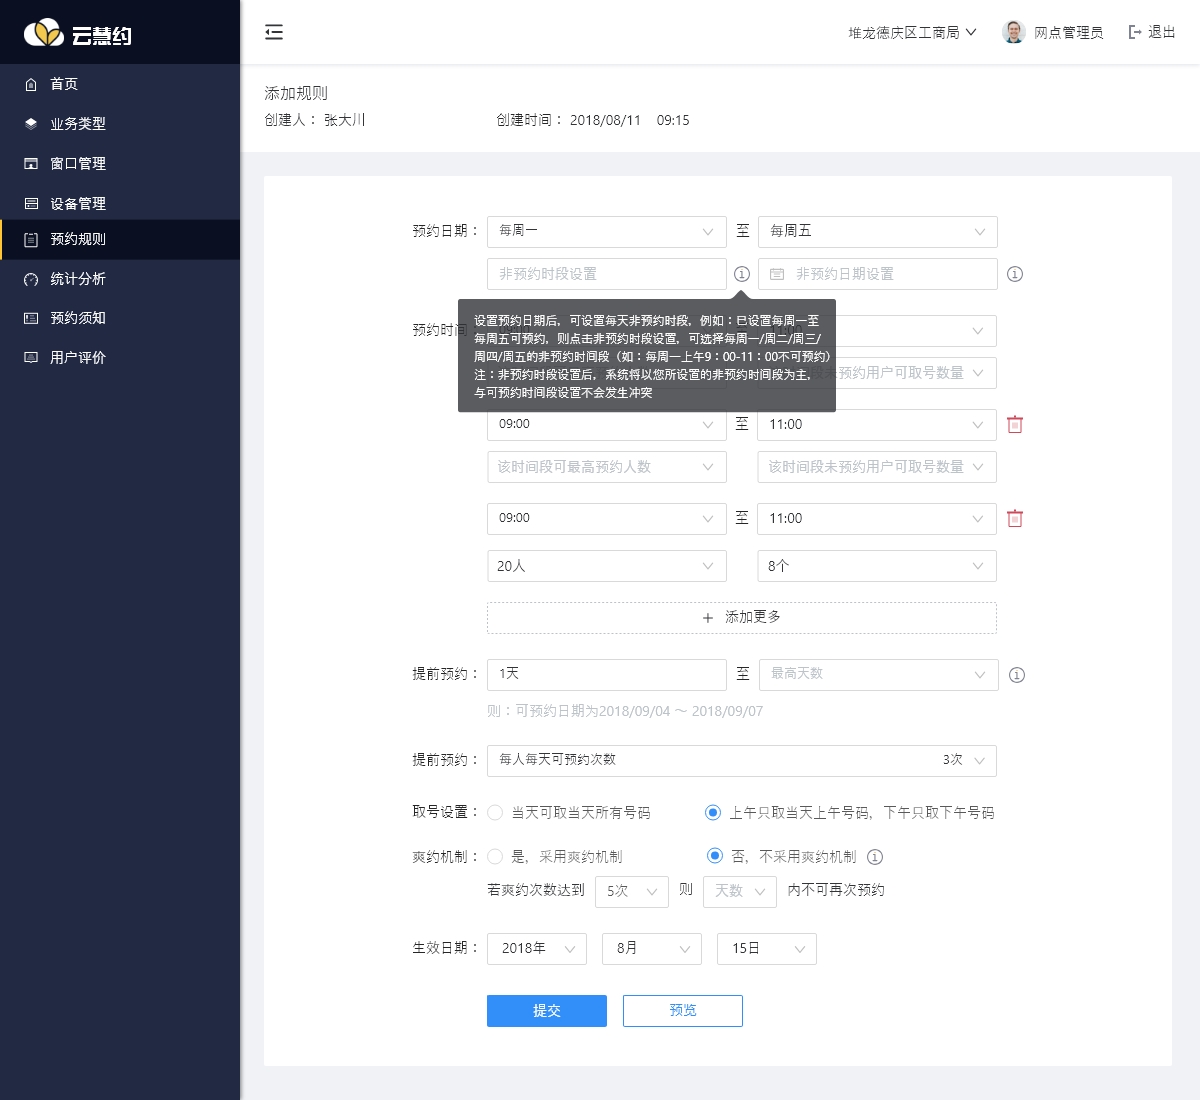 云慧约
堆龙德庆区工商局
网点管理员
退出
首页
业务类型
窗口管理
设备管理
预约规则
统计分析
预约须知
用户评价
添加规则
创建人： 张大川
创建时间： 2018/08/11 09:15
预约日期： 每周一 至 每周五
非预约时段设置
非预约日期设置
预约时间
设置预约日期后，可设置每天非预约时段，例如：已设置每周一至
每周五可预约，则点击非预约时段设置，可选择每周一/周二/周三/
周四/周五的非预约时间段（如：每周一上午9：00-11：00不可预约）
注：非预约时段设置后，系统将以您所设置的非预约时间段为主，
与可预约时间段设置不会发生冲突
未预约用户可取号数量
09:00 至 11:00
该时间段可最高预约人数
该时间段未预约用户可取号数量
09:00 至 11:00
20人
8个
+ 添加更多
提前预约： 1天 至 最高天数
则：可预约日期为2018/09/04 ～ 2018/09/07
提前预约： 每人每天可预约次数 3次
取号设置： 当天可取当天所有号码 上午只取当天上午号码，下午只取下午号码
爽约机制： 是，采用爽约机制 否，不采用爽约机制
若爽约次数达到 5次 则 天数 内不可再次预约
生效日期： 2018年 8月 15日
提交
预览